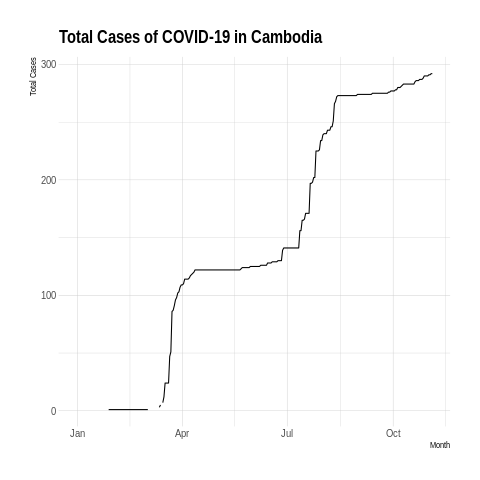 Total Cases of COVID-19 in Cambodia
Total Cases
300
200
100
0
Jan Apr Jul Oct
Month